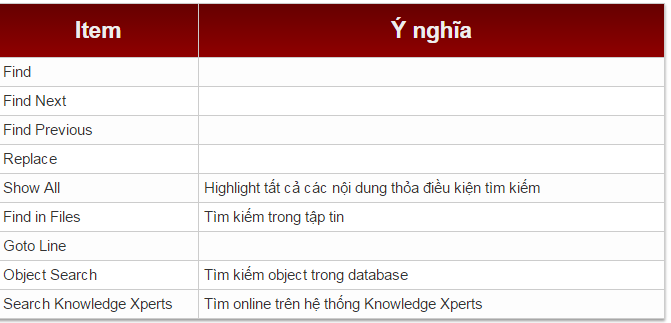 Item Ý nghĩa
Find
Find Next
Find Previous
Replace
Show All Highlight tất cả các nội dung thỏa điều kiện tìm kiếm
Find in Files Tìm kiếm trong tập tin
Goto Line
Object Search Tìm kiếm object trong database
Search Knowledge Xperts Tìm online trên hệ thống Knowledge Xperts